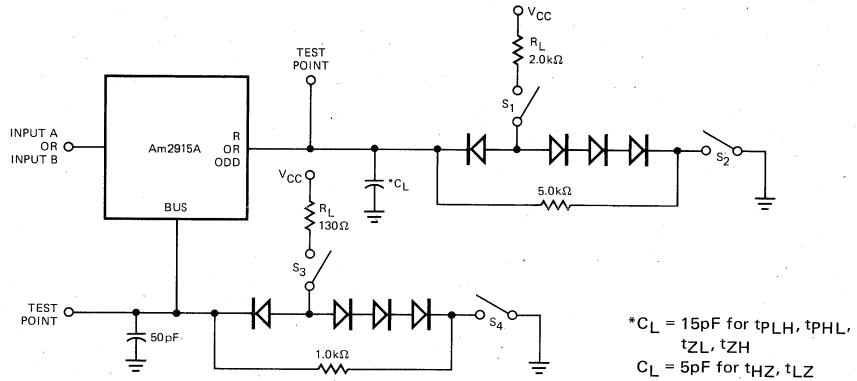 VCC
RL
2.0kΩ
S1
TEST
POINT
INPUT A
OR
INPUT B
Am2915A
R
OR
ODD
BUS
*CL
5.0kΩ
S2
VCC
RL
130Ω
S3
TEST
POINT
50pF
1.0kΩ
S4
*CL = 15pF for tPLH, tPHL,
tZL, tZH
CL = 5pF for tHZ, tLZ